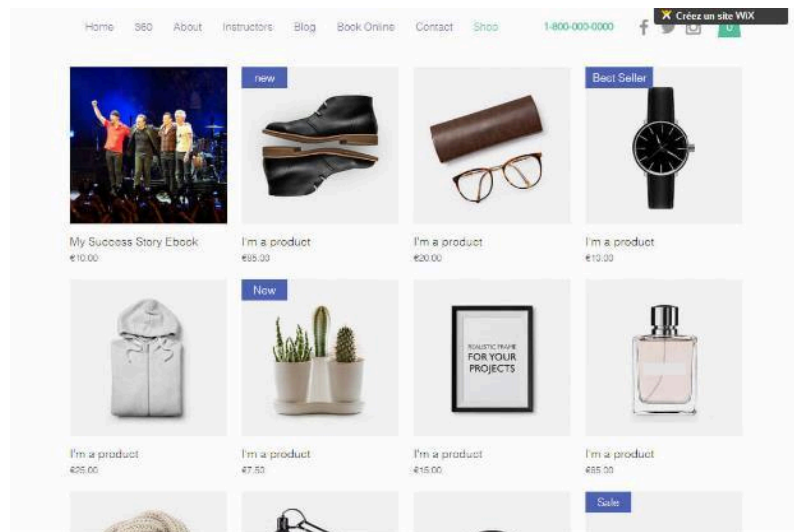 Créez un site WiX
Home 360 About Instructors Blog Book Online Contact Shop 1-800-000-0000 0
new
Best Seller
My Success Story Ebook I'm a product I'm a product I'm a product
€10.00 €85.00 €20.00 €10.00
New
REALISTIC FRAME
FOR YOUR
PROJECTS
I'm a product I'm a product I'm a product I'm a product
€25.00 €7.50 €15.00 €85.00
Sale